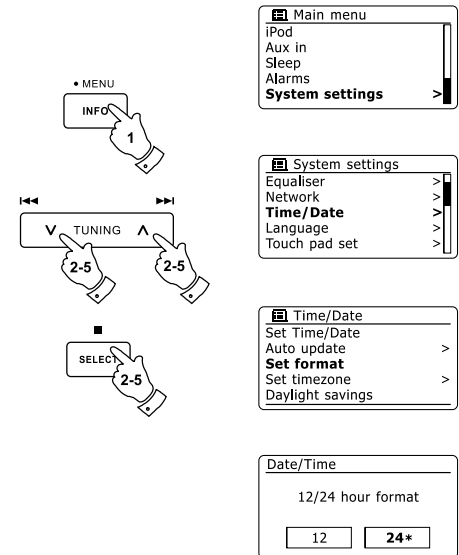 • MENU
INFO
1
TUNING
2-5
2-5
SELECT
2-5
Main menu
iPod
Aux in
Sleep
Alarms
System settings >
System settings
Equaliser >
Network >
Time/Date >
Language >
Touch pad set >
Time/Date
Set Time/Date
Auto update >
Set format
Set timezone >
Daylight savings
Date/Time
12/24 hour format
12
24*